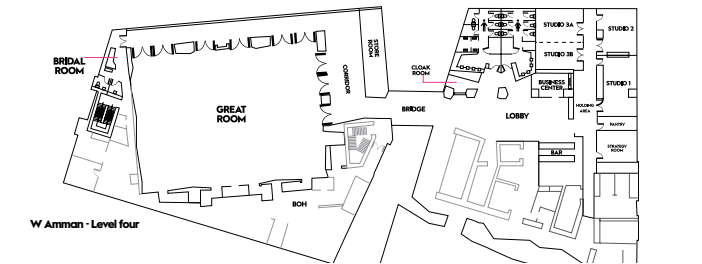 STUDIO 3A
STUDIO 2
STORE
ROOM
BRIDAL
ROOM
STUDIO 3B
CORRIDOR
CLOAK
ROOM
BUSINESS
CENTER
STUDIO 1
GREAT
ROOM
BRIDGE
LOBBY
HOLDING
AREA
PANTRY
BAR
STRATEGY
ROOM
BOH
W Amman - Level four